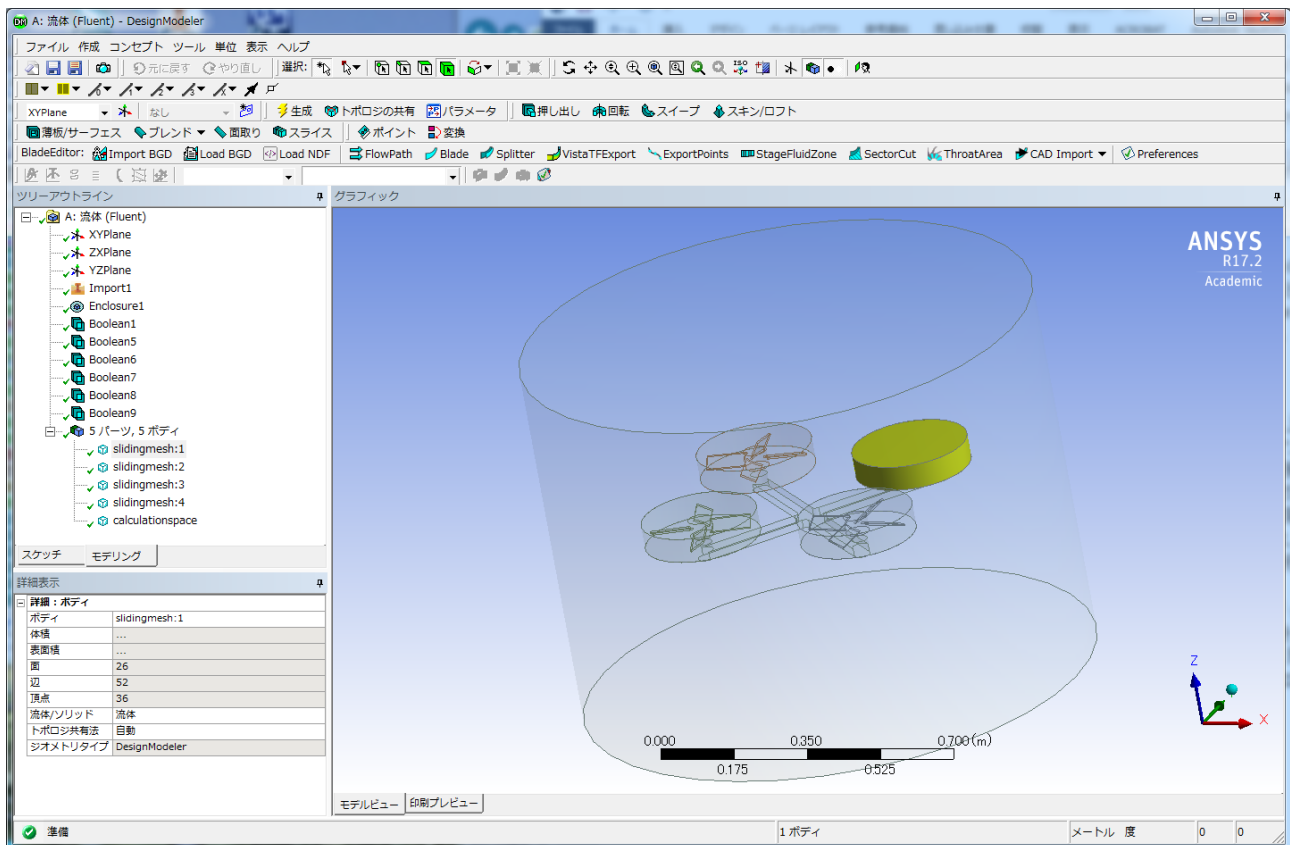 A: 流体 (Fluent) - DesignModeler
ファイル 作成 コンセプト ツール 単位 表示 ヘルプ
元に戻す やり直し 選択:
XYPlane なし 生成 トポロジの共有 パラメータ 押し出し 回転 スイープ スキン/ロフト
薄板/サーフェス ブレンド 面取り スライス ポイント 変換
BladeEditor: Import BGD Load BGD Load NDF FlowPath Blade Splitter VistaTFExport ExportPoints StageFluidZone SectorCut ThroatArea CAD Import Preferences
ツリーアウトライン
A: 流体 (Fluent)
XYPlane
ZXPlane
YZPlane
Import1
Enclosure1
Boolean1
Boolean5
Boolean6
Boolean7
Boolean8
Boolean9
5 パーツ, 5 ボディ
slidingmesh:1
slidingmesh:2
slidingmesh:3
slidingmesh:4
calculationspace
スケッチ モデリング
詳細表示
詳細：ボディ
ボディ slidingmesh:1
体積 ...
表面積 ...
面 26
辺 52
頂点 36
流体/ソリッド 流体
トポロジ共有法 自動
ジオメトリタイプ DesignModeler
グラフィック
ANSYS
R17.2
Academic
Z
X
0.000 0.350 0.700 (m)
0.175 0.525
モデルビュー 印刷プレビュー
準備 1 ボディ メートル 度 0 0